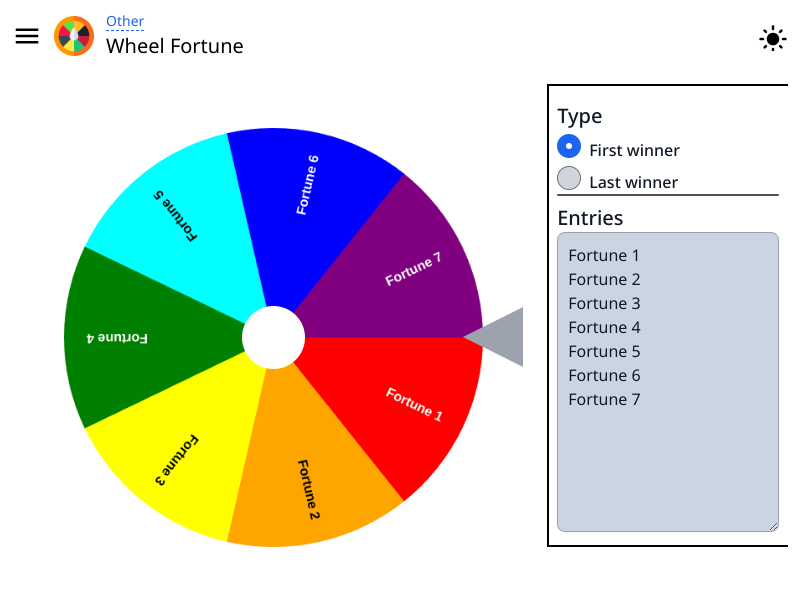 Other
Wheel Fortune
Fortune 6
Fortune 5
Fortune 7
Fortune 4
Fortune 1
Fortune 3
Fortune 2
Type
First winner
Last winner
Entries
Fortune 1
Fortune 2
Fortune 3
Fortune 4
Fortune 5
Fortune 6
Fortune 7